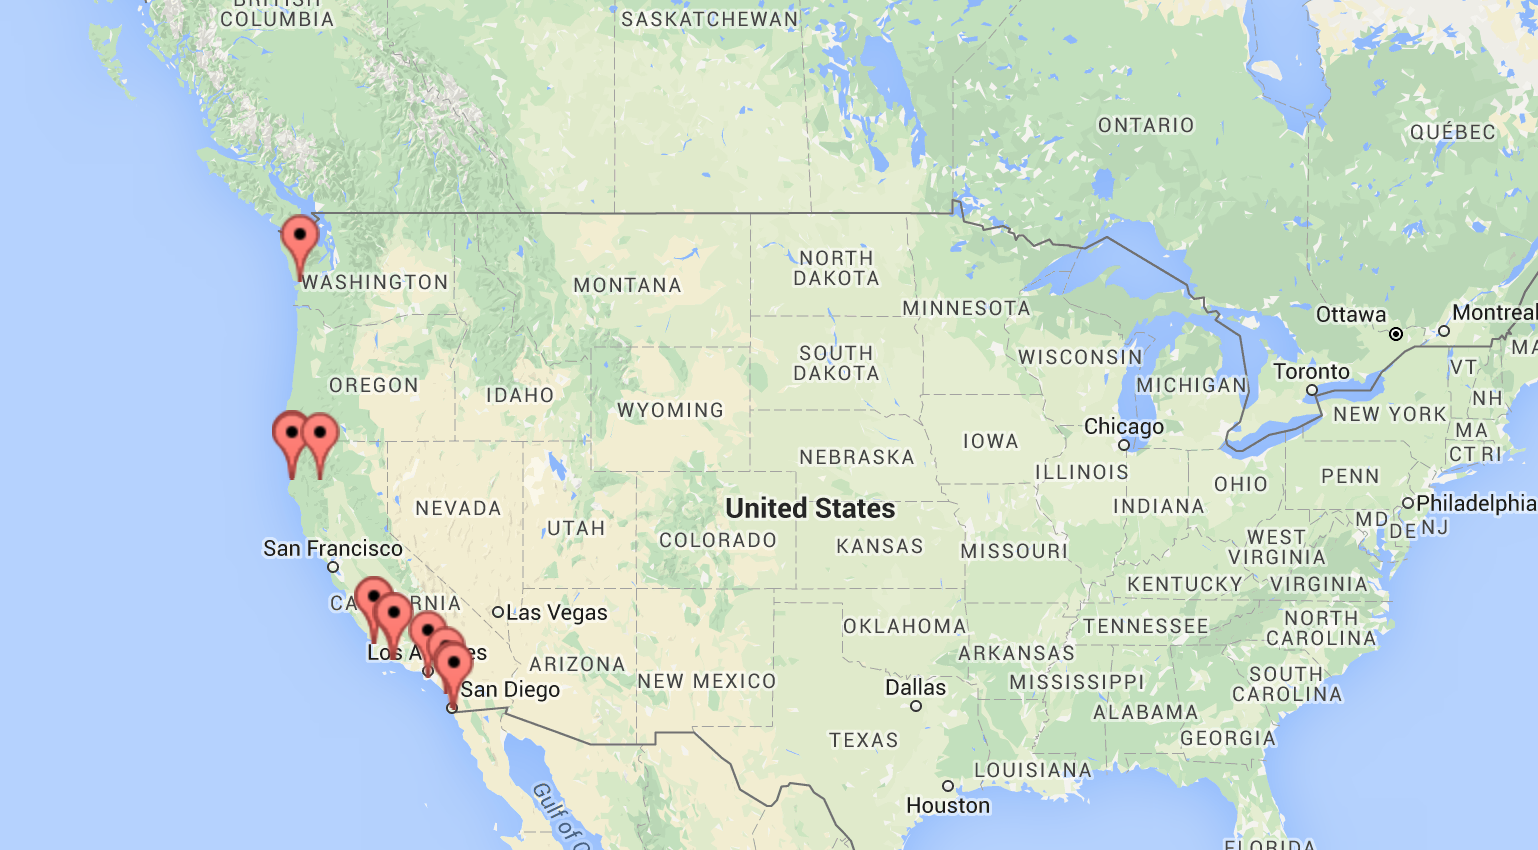 BRITISH
COLUMBIA
SASKATCHEWAN
ONTARIO
QUÉBEC
WASHINGTON
MONTANA
NORTH
DAKOTA
MINNESOTA
Ottawa
Montreal
SOUTH
DAKOTA
WISCONSIN
MICHIGAN
Toronto
VT
MA
OREGON
IDAHO
WYOMING
NEW YORK
NH
Chicago
MA
IOWA
NEBRASKA
CT RI
ILLINOIS
OHIO
PENN
NEVADA
United States
INDIANA
Philadelphia
UTAH
MD
DE
NJ
San Francisco
COLORADO
KANSAS
MISSOURI
WEST
VIRGINIA
KENTUCKY
VIRGINIA
CA RNIA
Las Vegas
OKLAHOMA
TENNESSEE
NORTH
CAROLINA
Los A es
ARIZONA
NEW MEXICO
ARKANSAS
San Diego
Dallas
MISSISSIPPI
SOUTH
CAROLINA
ALABAMA
TEXAS
GEORGIA
LOUISIANA
Houston
Gulf of C
FLORIDA